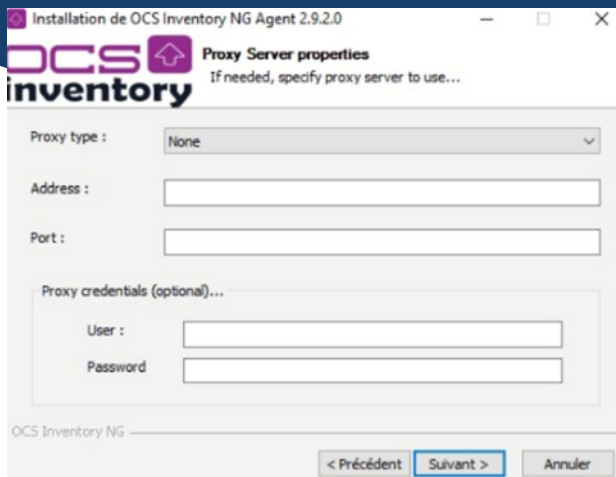 Installation de OCS Inventory NG Agent 2.9.2.0
OCS
inventory
Proxy Server properties
If needed, specify proxy server to use...
Proxy type :
None
Address :
Port :
Proxy credentials (optional)...
User :
Password
OCS Inventory NG
< Précédent
Suivant >
Annuler